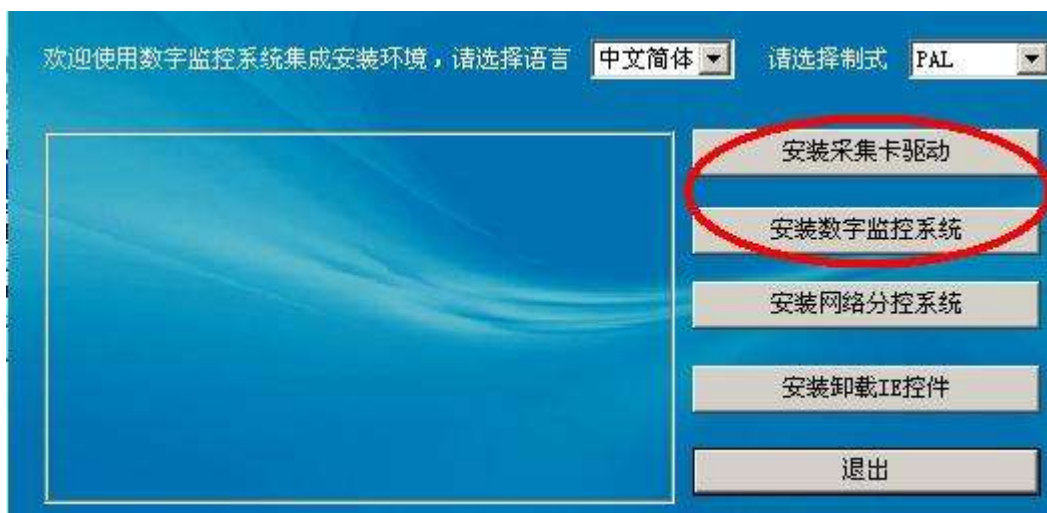 欢迎使用数字监控系统集成安装环境，请选择语言 中文简体 请选择制式 PAL
安装采集卡驱动
安装数字监控系统
安装网络分控系统
安装卸载IE控件
退出